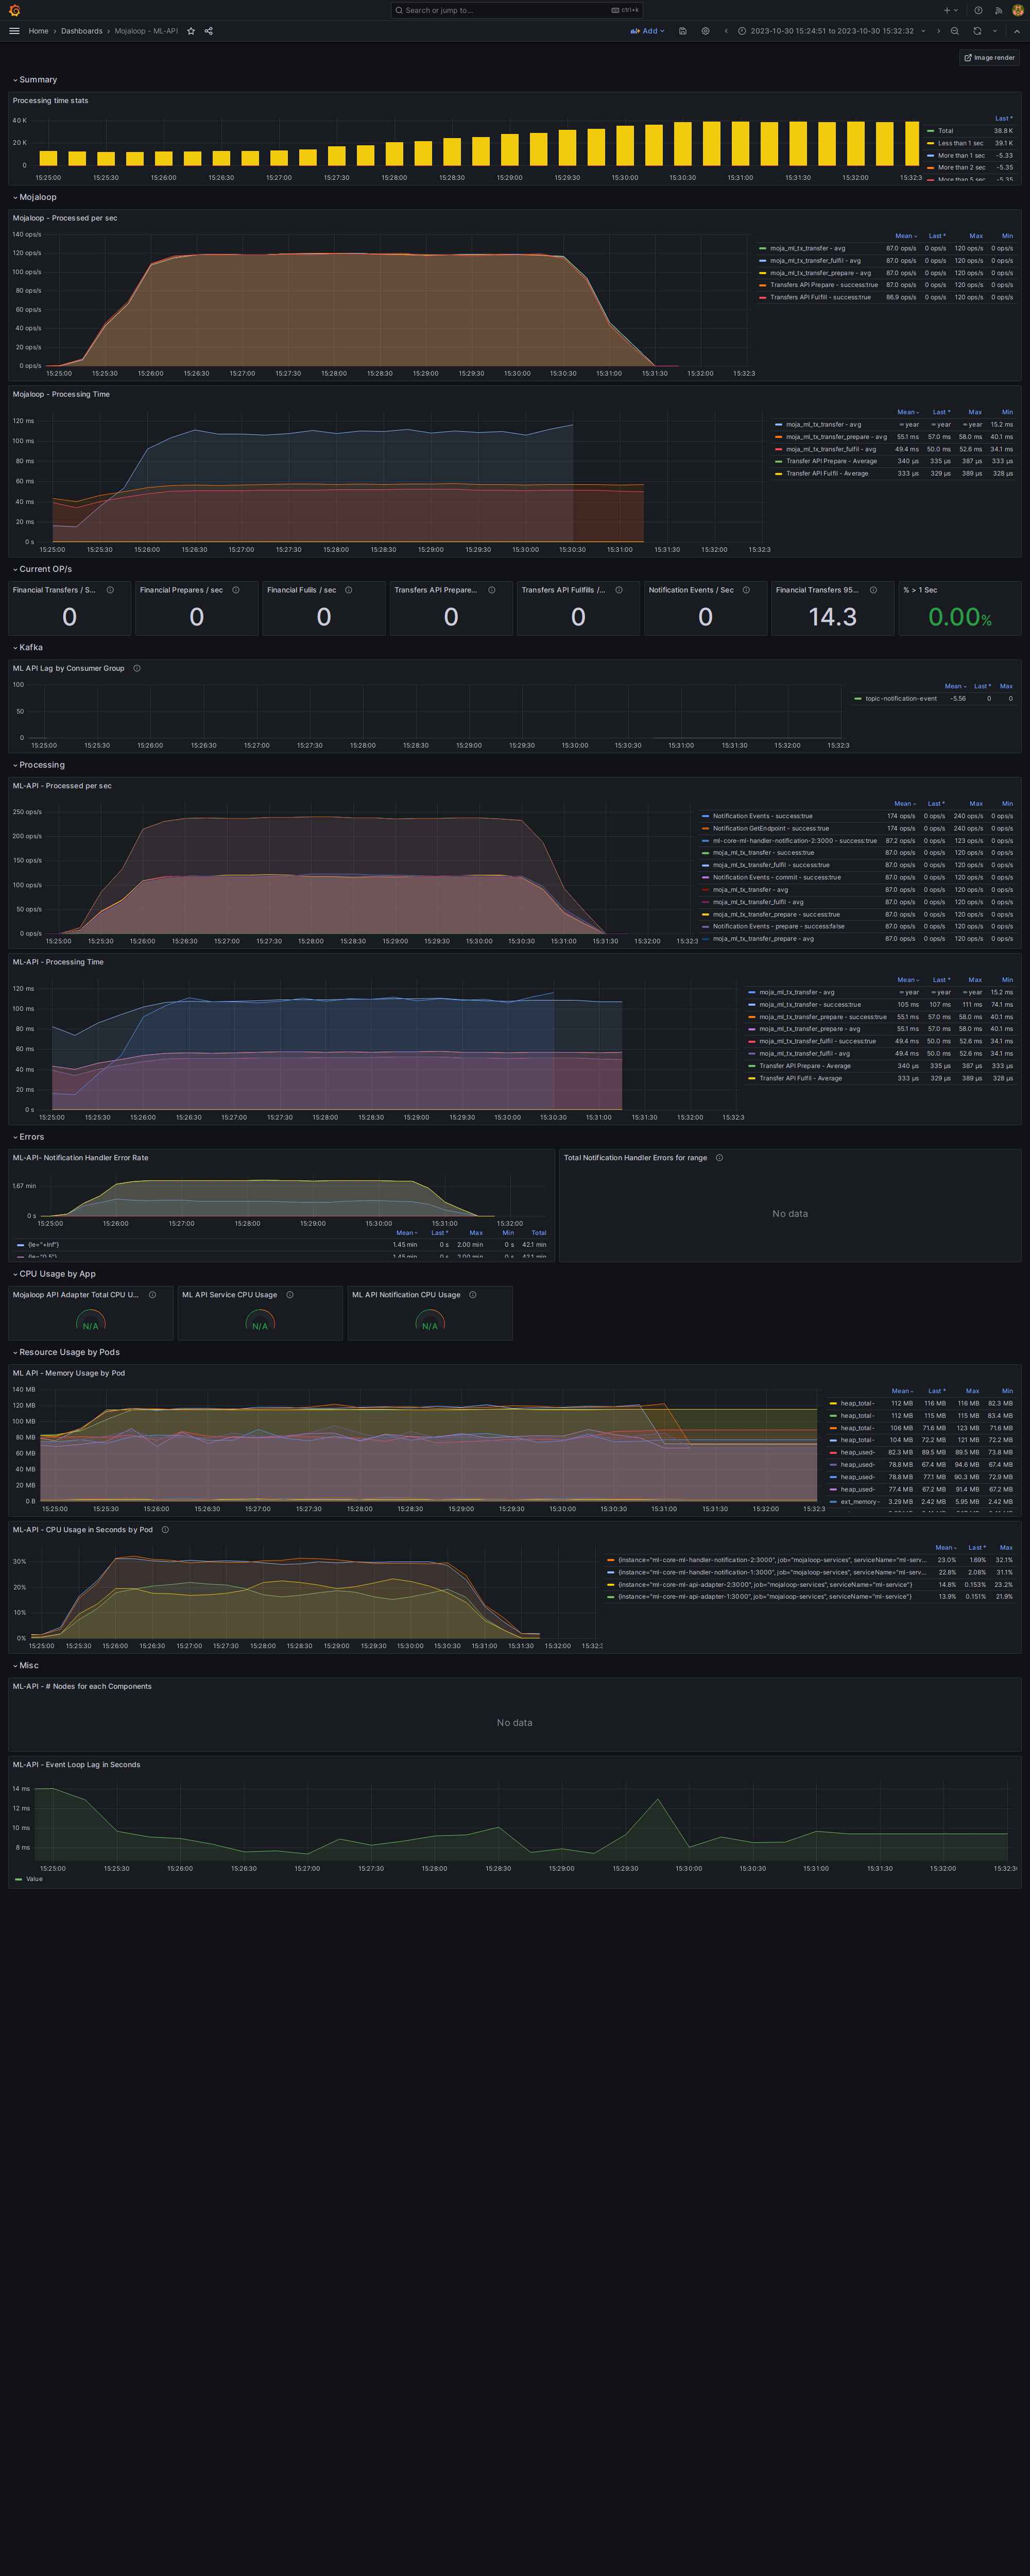 Search or jump to... ctrl+k
Home › Dashboards › Mojaloop - ML-API Add 2023-10-30 15:24:51 to 2023-10-30 15:32:32
Image render
Summary
Processing time stats
40 K
20 K
0
15:25:00 15:25:30 15:26:00 15:26:30 15:27:00 15:27:30 15:28:00 15:28:30 15:29:00 15:29:30 15:30:00 15:30:30 15:31:00 15:31:30 15:32:00 15:32:3
Last *
Total 38.8 K
Less than 1 sec 39.1 K
More than 1 sec -5.33
More than 2 sec -5.35
More than 5 sec -5.35
Mojaloop
Mojaloop - Processed per sec
140 ops/s
120 ops/s
100 ops/s
80 ops/s
60 ops/s
40 ops/s
20 ops/s
0 ops/s
15:25:00 15:25:30 15:26:00 15:26:30 15:27:00 15:27:30 15:28:00 15:28:30 15:29:00 15:29:30 15:30:00 15:30:30 15:31:00 15:31:30 15:32:00 15:32:3
Mean Last * Max Min
moja_ml_tx_transfer - avg 87.0 ops/s 0 ops/s 120 ops/s 0 ops/s
moja_ml_tx_transfer_fulfil - avg 87.0 ops/s 0 ops/s 120 ops/s 0 ops/s
moja_ml_tx_transfer_prepare - avg 87.0 ops/s 0 ops/s 120 ops/s 0 ops/s
Transfers API Prepare - success:true 87.0 ops/s 0 ops/s 120 ops/s 0 ops/s
Transfers API Fulfill - success:true 86.9 ops/s 0 ops/s 120 ops/s 0 ops/s
Mojaloop - Processing Time
120 ms
100 ms
80 ms
60 ms
40 ms
20 ms
0 s
15:25:00 15:25:30 15:26:00 15:26:30 15:27:00 15:27:30 15:28:00 15:28:30 15:29:00 15:29:30 15:30:00 15:30:30 15:31:00 15:31:30 15:32:00 15:32:3
Mean Last * Max Min
moja_ml_tx_transfer - avg ∞ year ∞ year ∞ year 15.2 ms
moja_ml_tx_transfer_prepare - avg 55.1 ms 57.0 ms 58.0 ms 40.1 ms
moja_ml_tx_transfer_fulfil - avg 49.4 ms 50.0 ms 52.6 ms 34.1 ms
Transfer API Prepare - Average 340 µs 335 µs 387 µs 333 µs
Transfer API Fulfil - Average 333 µs 329 µs 389 µs 328 µs
Current OP/s
Financial Transfers / S... Financial Prepares / sec Financial Fulils / sec Transfers API Prepare... Transfers API Fullfills /... Notification Events / Sec Financial Transfers 95... % > 1 Sec
0 0 0 0 0 0 14.3 0.00%
Kafka
ML API Lag by Consumer Group
100
50
0
15:25:00 15:25:30 15:26:00 15:26:30 15:27:00 15:27:30 15:28:00 15:28:30 15:29:00 15:29:30 15:30:00 15:30:30 15:31:00 15:31:30 15:32:00 15:32:3
Mean Last * Max
topic-notification-event -5.56 0 0
Processing
ML-API - Processed per sec
250 ops/s
200 ops/s
150 ops/s
100 ops/s
50 ops/s
0 ops/s
15:25:00 15:25:30 15:26:00 15:26:30 15:27:00 15:27:30 15:28:00 15:28:30 15:29:00 15:29:30 15:30:00 15:30:30 15:31:00 15:31:30 15:32:00 15:32:3
Mean Last * Max Min
Notification Events - success:true 174 ops/s 0 ops/s 240 ops/s 0 ops/s
Notification GetEndpoint - success:true 174 ops/s 0 ops/s 240 ops/s 0 ops/s
ml-core-ml-handler-notification-2:3000 - success:true 87.2 ops/s 0 ops/s 123 ops/s 0 ops/s
moja_ml_tx_transfer - success:true 87.0 ops/s 0 ops/s 120 ops/s 0 ops/s
moja_ml_tx_transfer_fulfil - success:true 87.0 ops/s 0 ops/s 120 ops/s 0 ops/s
Notification Events - commit - success:true 87.0 ops/s 0 ops/s 120 ops/s 0 ops/s
moja_ml_tx_transfer - avg 87.0 ops/s 0 ops/s 120 ops/s 0 ops/s
moja_ml_tx_transfer_fulfil - avg 87.0 ops/s 0 ops/s 120 ops/s 0 ops/s
moja_ml_tx_transfer_prepare - success:true 87.0 ops/s 0 ops/s 120 ops/s 0 ops/s
Notification Events - prepare - success:false 87.0 ops/s 0 ops/s 120 ops/s 0 ops/s
moja_ml_tx_transfer_prepare - avg 87.0 ops/s 0 ops/s 120 ops/s 0 ops/s
ML-API - Processing Time
120 ms
100 ms
80 ms
60 ms
40 ms
20 ms
0 s
15:25:00 15:25:30 15:26:00 15:26:30 15:27:00 15:27:30 15:28:00 15:28:30 15:29:00 15:29:30 15:30:00 15:30:30 15:31:00 15:31:30 15:32:00 15:32:3
Mean Last * Max Min
moja_ml_tx_transfer - avg ∞ year ∞ year ∞ year 15.2 ms
moja_ml_tx_transfer - success:true 105 ms 107 ms 111 ms 74.1 ms
moja_ml_tx_transfer_prepare - success:true 55.1 ms 57.0 ms 58.0 ms 40.1 ms
moja_ml_tx_transfer_prepare - avg 55.1 ms 57.0 ms 58.0 ms 40.1 ms
moja_ml_tx_transfer_fulfil - success:true 49.4 ms 50.0 ms 52.6 ms 34.1 ms
moja_ml_tx_transfer_fulfil - avg 49.4 ms 50.0 ms 52.6 ms 34.1 ms
Transfer API Prepare - Average 340 µs 335 µs 387 µs 333 µs
Transfer API Fulfil - Average 333 µs 329 µs 389 µs 328 µs
Errors
ML-API- Notification Handler Error Rate
1.67 min
0 s
15:25:00 15:26:00 15:27:00 15:28:00 15:29:00 15:30:00 15:31:00 15:32:00
Mean Last * Max Min Total
{le="+Inf"} 1.45 min 0 s 2.00 min 0 s 42.1 min
{le="0.5"} 1.45 min 0 s 2.00 min 0 s 42.1 min
Total Notification Handler Errors for range
No data
CPU Usage by App
Mojaloop API Adapter Total CPU U... ML API Service CPU Usage ML API Notification CPU Usage
N/A N/A N/A
Resource Usage by Pods
ML API - Memory Usage by Pod
140 MB
120 MB
100 MB
80 MB
60 MB
40 MB
20 MB
0 B
15:25:00 15:25:30 15:26:00 15:26:30 15:27:00 15:27:30 15:28:00 15:28:30 15:29:00 15:29:30 15:30:00 15:30:30 15:31:00 15:31:30 15:32:00 15:32:3
Mean Last * Max Min
heap_total- 112 MB 116 MB 116 MB 82.3 MB
heap_total- 112 MB 115 MB 115 MB 83.4 MB
heap_total- 106 MB 71.6 MB 123 MB 71.6 MB
heap_total- 104 MB 72.2 MB 121 MB 72.2 MB
heap_used- 82.3 MB 89.5 MB 89.5 MB 73.8 MB
heap_used- 78.8 MB 67.4 MB 94.6 MB 67.4 MB
heap_used- 78.8 MB 77.1 MB 90.3 MB 72.9 MB
heap_used- 77.4 MB 67.2 MB 91.4 MB 67.2 MB
ext_memory- 3.29 MB 2.42 MB 5.95 MB 2.42 MB
ML-API - CPU Usage in Seconds by Pod
30%
20%
10%
0%
15:25:00 15:25:30 15:26:00 15:26:30 15:27:00 15:27:30 15:28:00 15:28:30 15:29:00 15:29:30 15:30:00 15:30:30 15:31:00 15:31:30 15:32:00 15:32:
Mean Last * Max
{instance="ml-core-ml-handler-notification-2:3000", job="mojaloop-services", serviceName="ml-serv... 23.0% 1.69% 32.1%
{instance="ml-core-ml-handler-notification-1:3000", job="mojaloop-services", serviceName="ml-serv... 22.8% 2.08% 31.1%
{instance="ml-core-ml-api-adapter-2:3000", job="mojaloop-services", serviceName="ml-service"} 14.8% 0.153% 23.2%
{instance="ml-core-ml-api-adapter-1:3000", job="mojaloop-services", serviceName="ml-service"} 13.9% 0.151% 21.9%
Misc
ML-API - # Nodes for each Components
No data
ML-API - Event Loop Lag in Seconds
14 ms
12 ms
10 ms
8 ms
15:25:00 15:25:30 15:26:00 15:26:30 15:27:00 15:27:30 15:28:00 15:28:30 15:29:00 15:29:30 15:30:00 15:30:30 15:31:00 15:31:30 15:32:00 15:32:3
Value